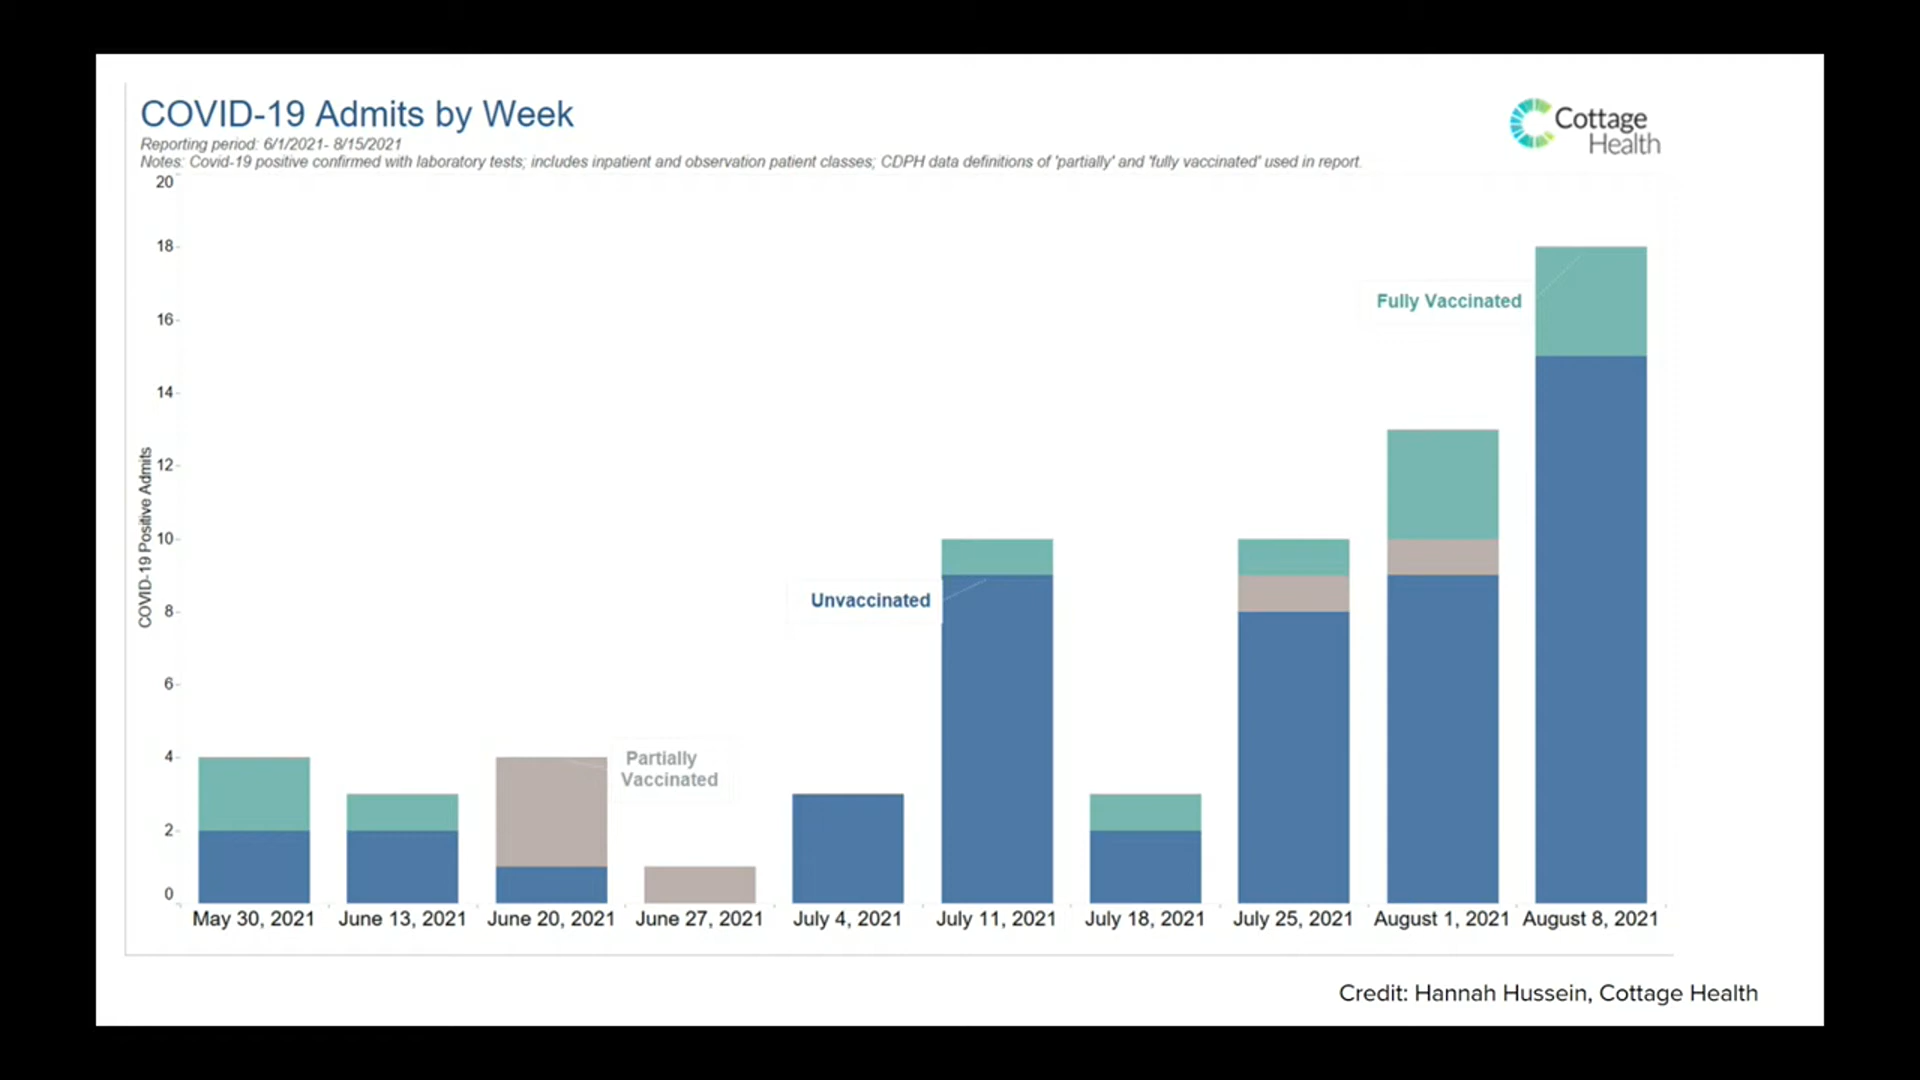 COVID-19 Admits by Week
Reporting period: 6/1/2021- 8/15/2021
Notes: Covid-19 positive confirmed with laboratory tests; includes inpatient and observation patient classes; CDPH data definitions of 'partially' and 'fully vaccinated' used in report.
Cottage
Health
COVID-19 Positive Admits
20
18
16
14
12
10
8
6
4
2
0
Fully Vaccinated
Unvaccinated
Partially
Vaccinated
May 30, 2021
June 13, 2021
June 20, 2021
June 27, 2021
July 4, 2021
July 11, 2021
July 18, 2021
July 25, 2021
August 1, 2021
August 8, 2021
Credit: Hannah Hussein, Cottage Health